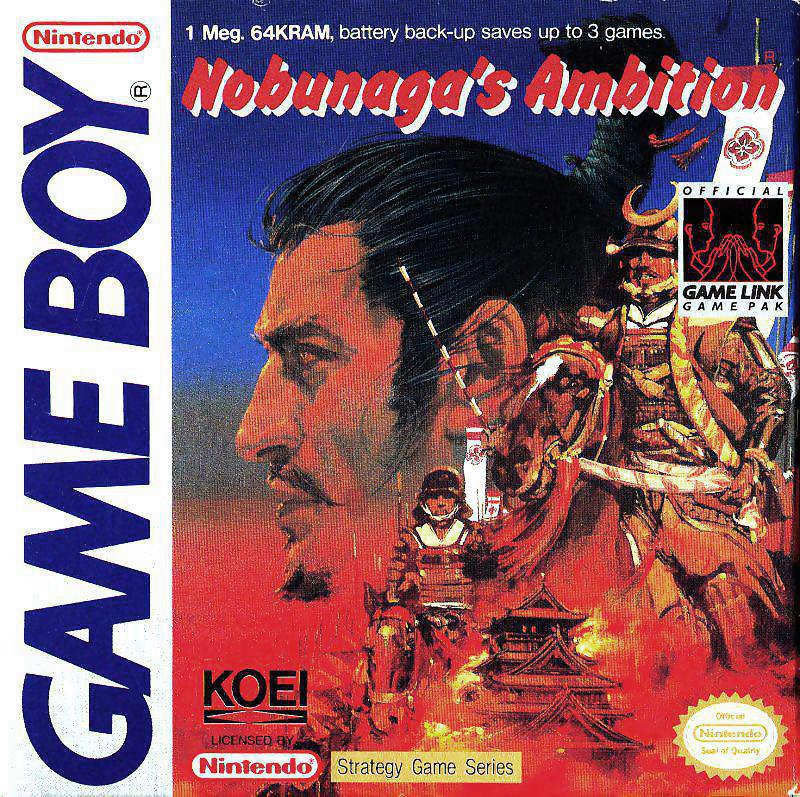 Nintendo®
GAME BOY®
1 Meg. 64KRAM, battery back-up saves up to 3 games.
Nobunaga's Ambition
OFFICIAL
GAME LINK
GAME PAK
KOEI
LICENSED BY
Nintendo®
Strategy Game Series
Official
Nintendo
Seal of Quality